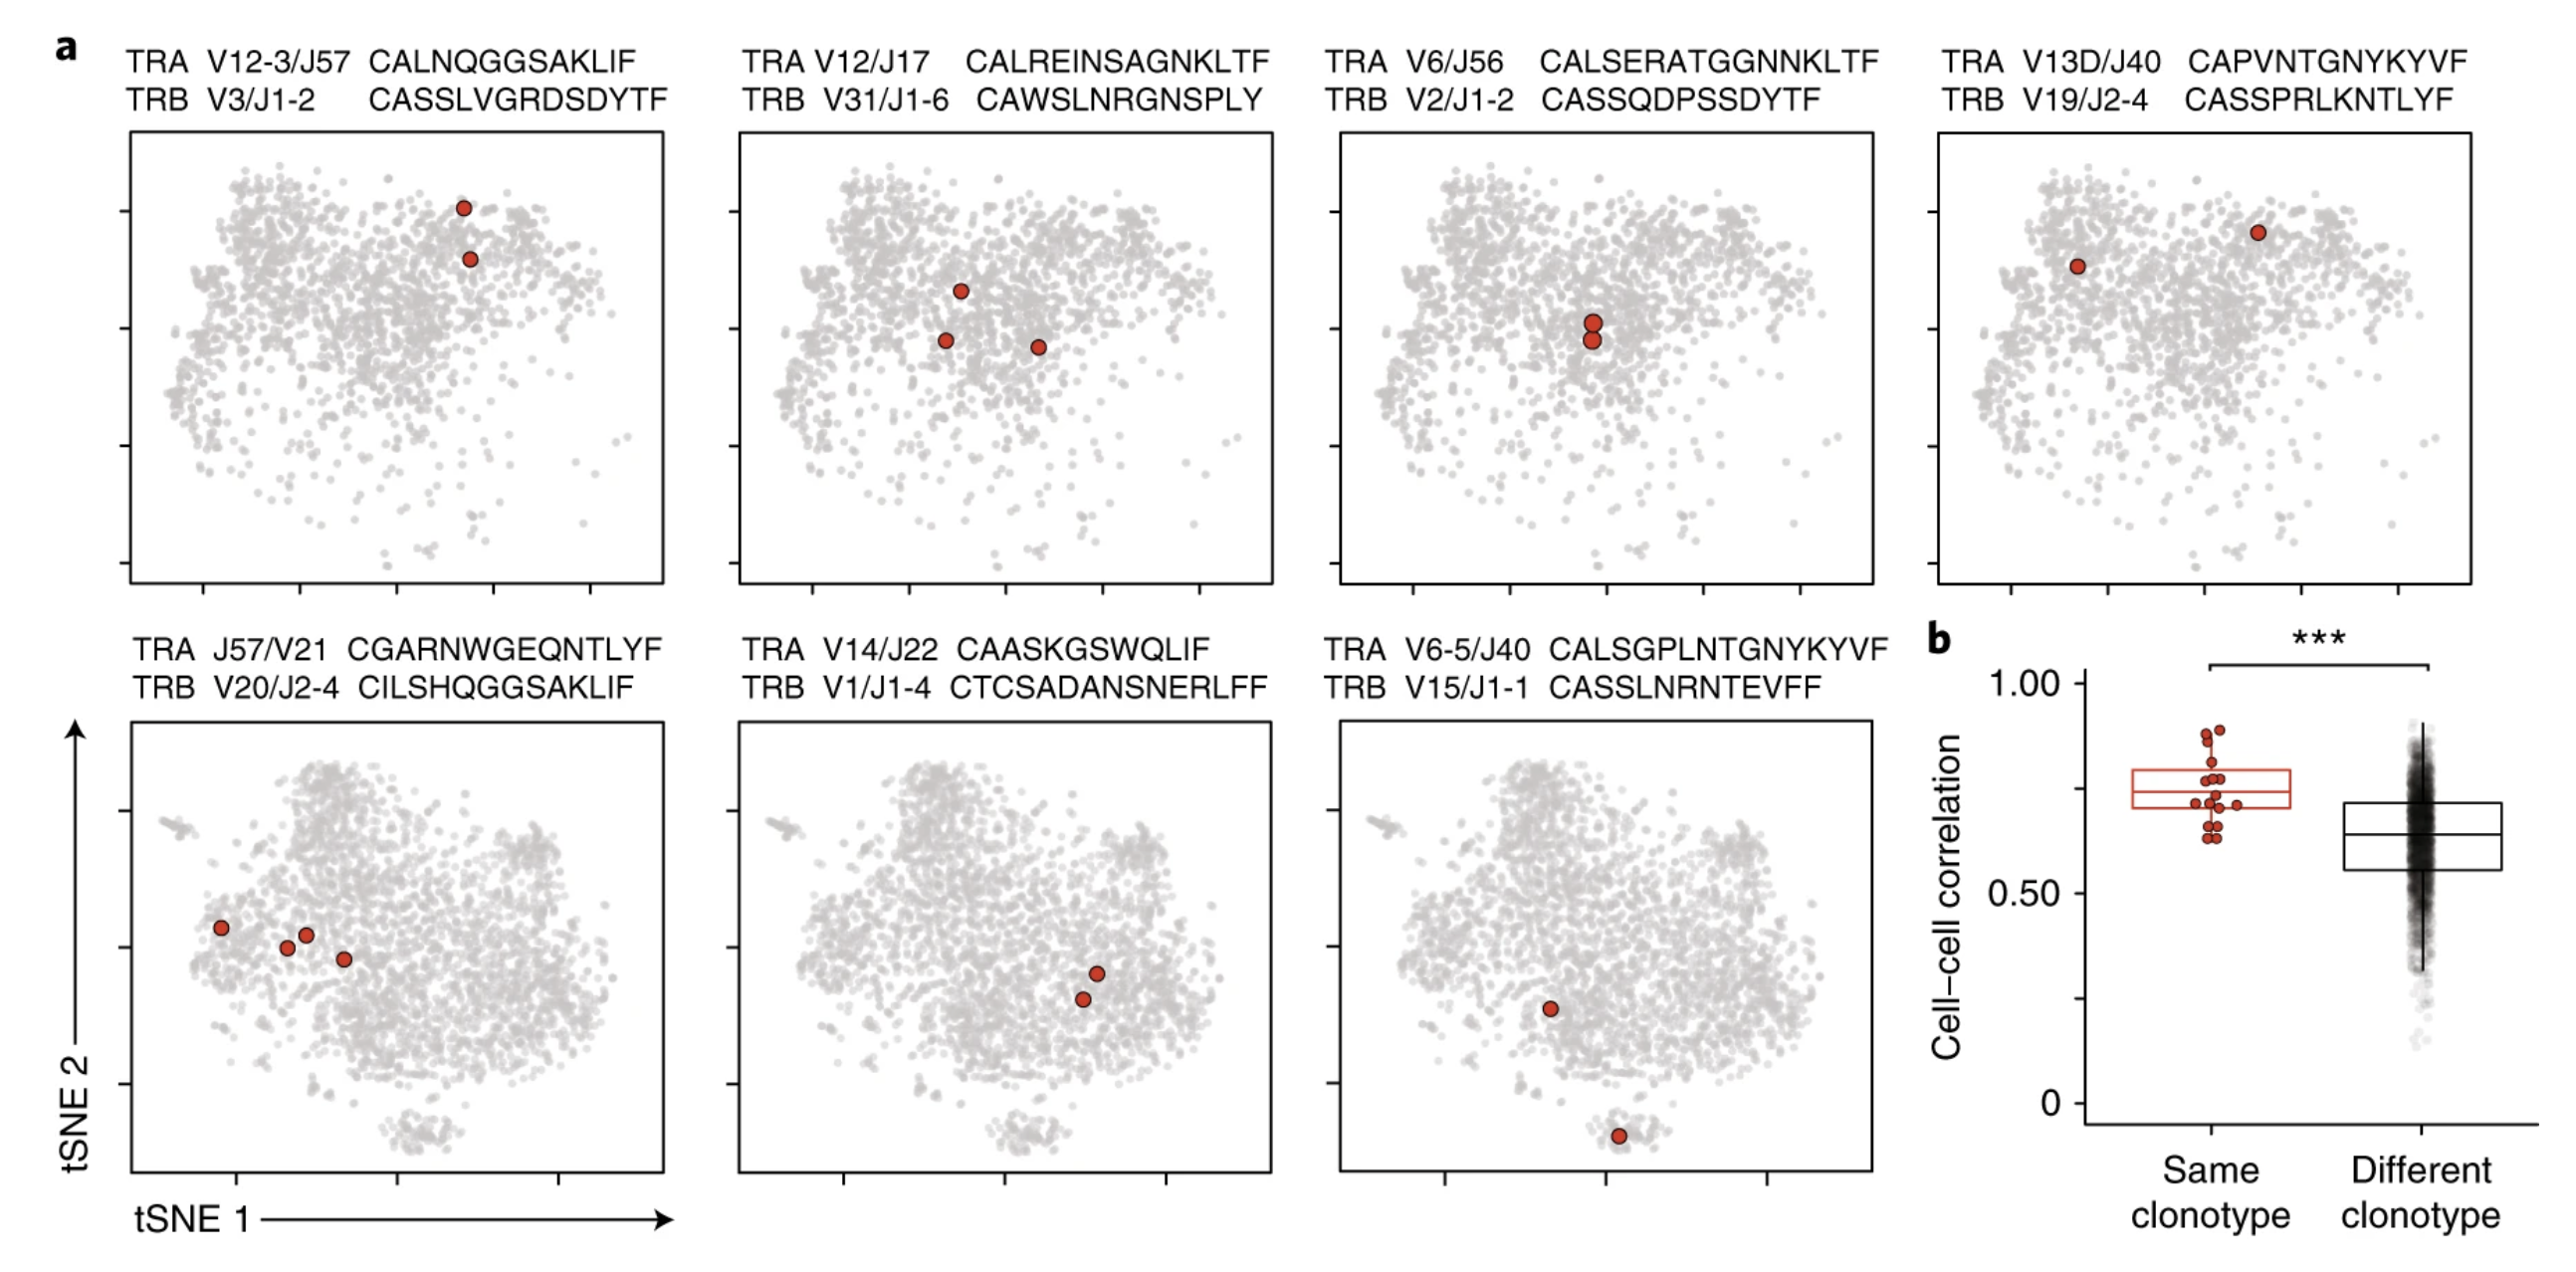 a
TRA V12-3/J57 CALNQGGSAKLIF
TRB V3/J1-2 CASSLVGRDSDYTF
TRA V12/J17 CALREINSAGNKLTF
TRB V31/J1-6 CAWSLNRGNSPLY
TRA V6/J56 CALSERATGGNNKLTF
TRB V2/J1-2 CASSQDPSSDYTF
TRA V13D/J40 CAPVNTGNYKYVF
TRB V19/J2-4 CASSPRLKNTLYF
TRA J57/V21 CGARNWGEQNTLYF
TRB V20/J2-4 CILSHQGGSAKLIF
TRA V14/J22 CAASKGSWQLIF
TRB V1/J1-4 CTCSADANSNERLFF
TRA V6-5/J40 CALSGPLNTGNYKYVF
TRB V15/J1-1 CASSLNRNTEVFF
tSNE 2
tSNE 1
b
***
1.00
0.50
0
Cell–cell correlation
Same
clonotype
Different
clonotype